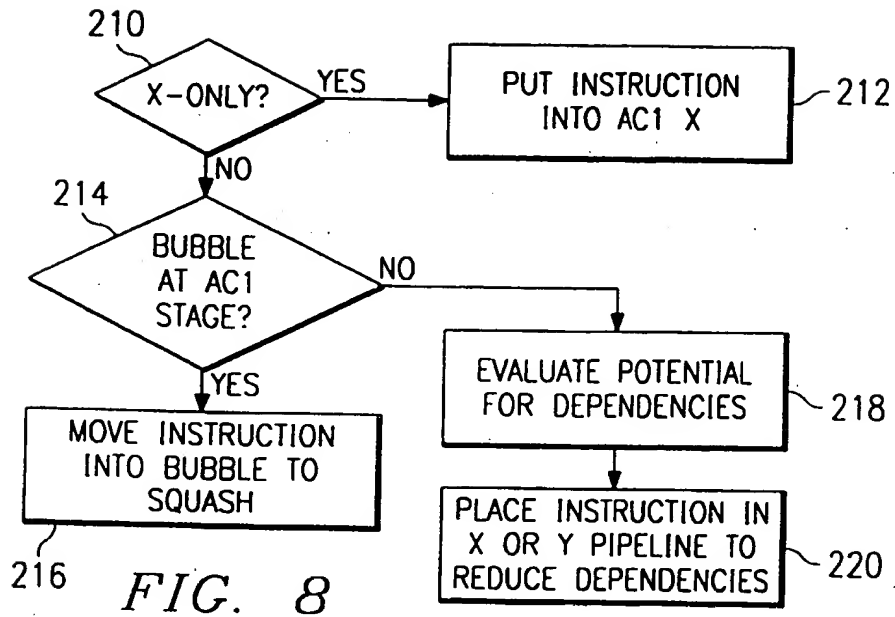 210
X-ONLY?
YES
PUT INSTRUCTION
INTO AC1 X
212
NO
214
BUBBLE
AT AC1
STAGE?
NO
YES
EVALUATE POTENTIAL
FOR DEPENDENCIES
218
MOVE INSTRUCTION
INTO BUBBLE TO
SQUASH
216
PLACE INSTRUCTION IN
X OR Y PIPELINE TO
REDUCE DEPENDENCIES
220
FIG. 8